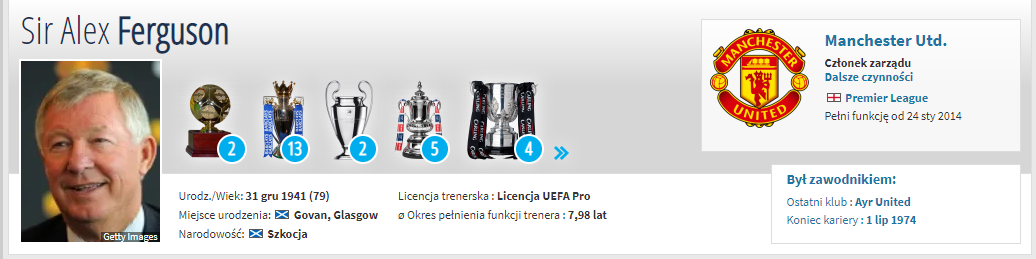 Sir Alex Ferguson
Getty Images
2
13
2
5
4
»
Urodz./Wiek: 31 gru 1941 (79)
Miejsce urodzenia: Govan, Glasgow
Narodowość: Szkocja
Licencja trenerska : Licencja UEFA Pro
ø Okres pełnienia funkcji trenera : 7,98 lat
MANCHESTER
UNITED
Manchester Utd.
Członek zarządu
Dalsze czynności
Premier League
Pełni funkcję od 24 sty 2014
Był zawodnikiem:
Ostatni klub : Ayr United
Koniec kariery : 1 lip 1974